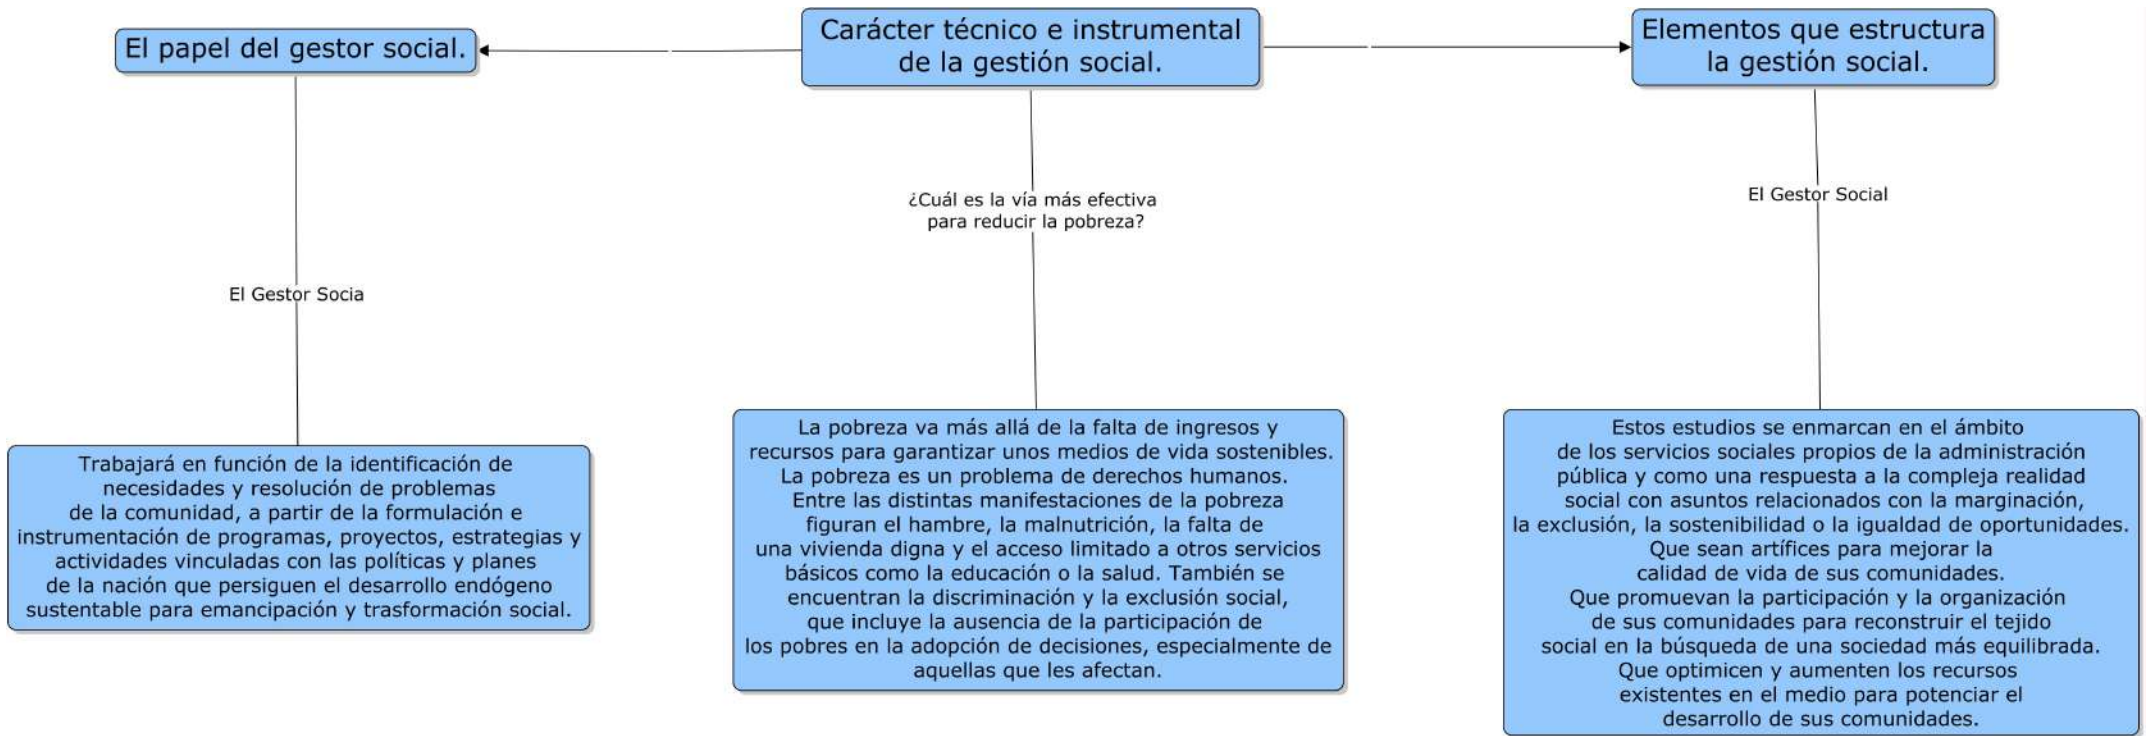 El papel del gestor social.
Carácter técnico e instrumental
de la gestión social.
Elementos que estructura
la gestión social.
El Gestor Socia
¿Cuál es la vía más efectiva
para reducir la pobreza?
El Gestor Social
Trabajará en función de la identificación de
necesidades y resolución de problemas
de la comunidad, a partir de la formulación e
instrumentación de programas, proyectos, estrategias y
actividades vinculadas con las políticas y planes
de la nación que persiguen el desarrollo endógeno
sustentable para emancipación y trasformación social.
La pobreza va más allá de la falta de ingresos y
recursos para garantizar unos medios de vida sostenibles.
La pobreza es un problema de derechos humanos.
Entre las distintas manifestaciones de la pobreza
figuran el hambre, la malnutrición, la falta de
una vivienda digna y el acceso limitado a otros servicios
básicos como la educación o la salud. También se
encuentran la discriminación y la exclusión social,
que incluye la ausencia de la participación de
los pobres en la adopción de decisiones, especialmente de
aquellas que les afectan.
Estos estudios se enmarcan en el ámbito
de los servicios sociales propios de la administración
pública y como una respuesta a la compleja realidad
social con asuntos relacionados con la marginación,
la exclusión, la sostenibilidad o la igualdad de oportunidades.
Que sean artífices para mejorar la
calidad de vida de sus comunidades.
Que promuevan la participación y la organización
de sus comunidades para reconstruir el tejido
social en la búsqueda de una sociedad más equilibrada.
Que optimicen y aumenten los recursos
existentes en el medio para potenciar el
desarrollo de sus comunidades.